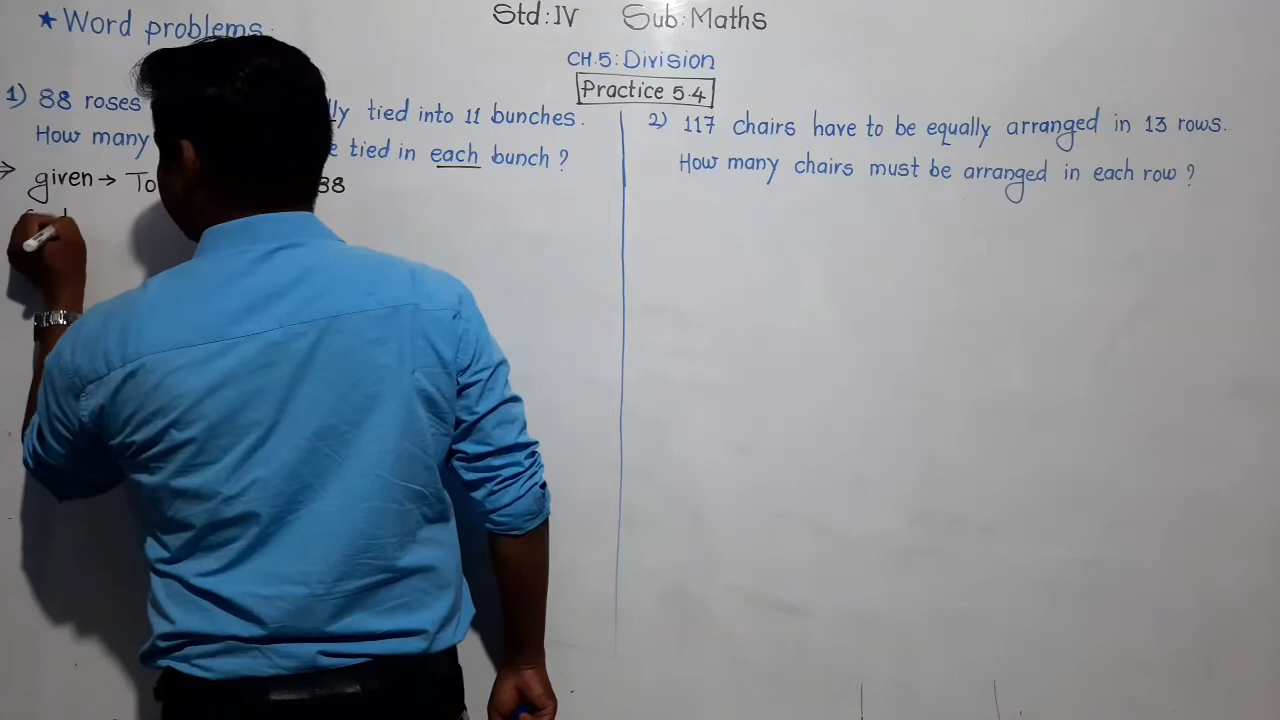 ★ Word problems.
Std: IV Sub: Maths
CH.5: Division
Practice 5.4
1) 88 roses ly tied into 11 bunches.
How many tied in each bunch ?
⇒ given → To 88
2) 117 chairs have to be equally arranged in 13 rows.
How many chairs must be arranged in each row ?